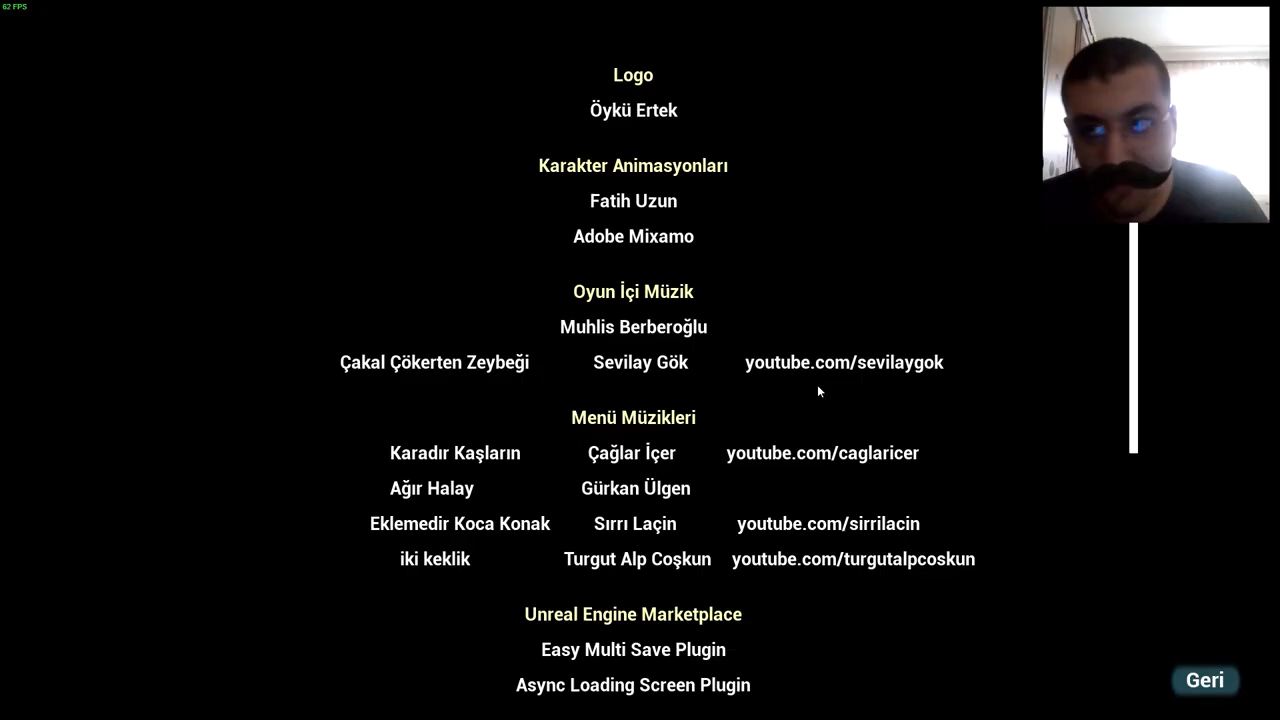 62 FPS
Logo
Öykü Ertek
Karakter Animasyonları
Fatih Uzun
Adobe Mixamo
Oyun İçi Müzik
Muhlis Berberoğlu
Çakal Çökerten Zeybeği Sevilay Gök youtube.com/sevilaygok
Menü Müzikleri
Karadır Kaşların Çağlar İçer youtube.com/caglaricer
Ağır Halay Gürkan Ülgen
Eklemedir Koca Konak Sırrı Laçin youtube.com/sirrilacin
iki keklik Turgut Alp Coşkun youtube.com/turgutalpcoskun
Unreal Engine Marketplace
Easy Multi Save Plugin
Async Loading Screen Plugin
Geri